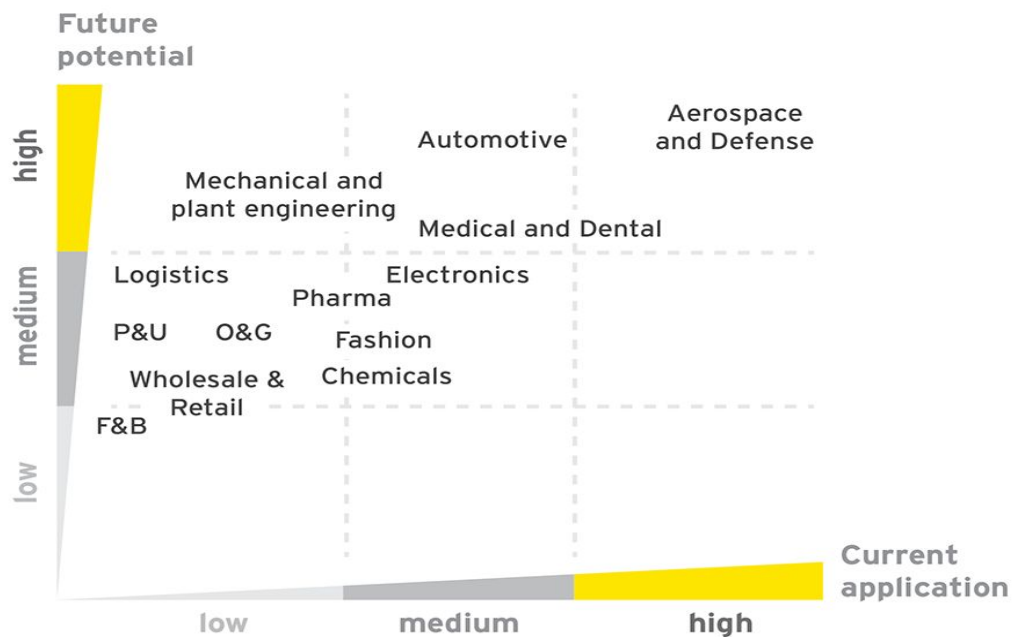 Future
potential
high
Aerospace
and Defense
Automotive
Mechanical and
plant engineering
Medical and Dental
medium
Logistics
Electronics
Pharma
P&U
O&G
Fashion
Wholesale &
Retail
Chemicals
F&B
low
Current
application
low
medium
high